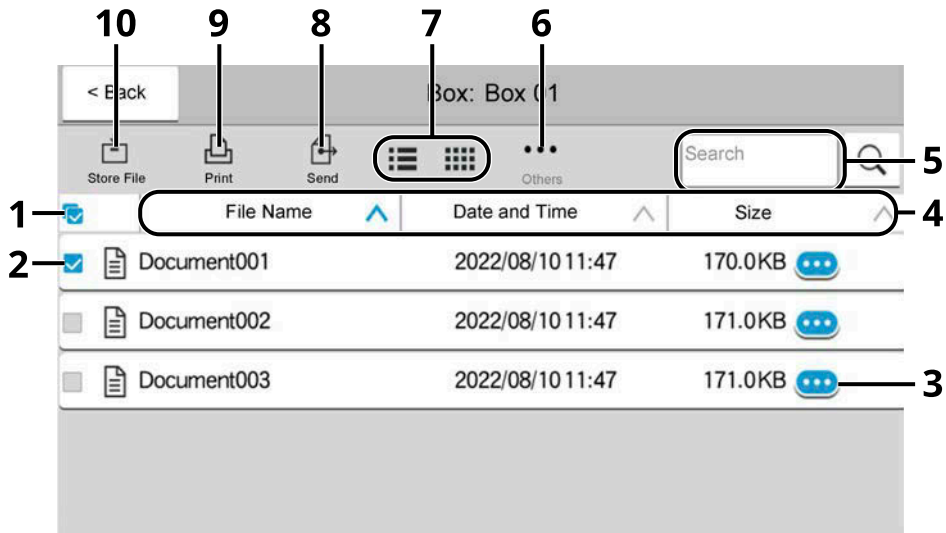 10 9 8 7 6
< Back Box: Box 01
Store File Print Send Others Search 5
1 File Name Date and Time Size 4
2 Document001 2022/08/10 11:47 170.0KB
Document002 2022/08/10 11:47 171.0KB
Document003 2022/08/10 11:47 171.0KB 3